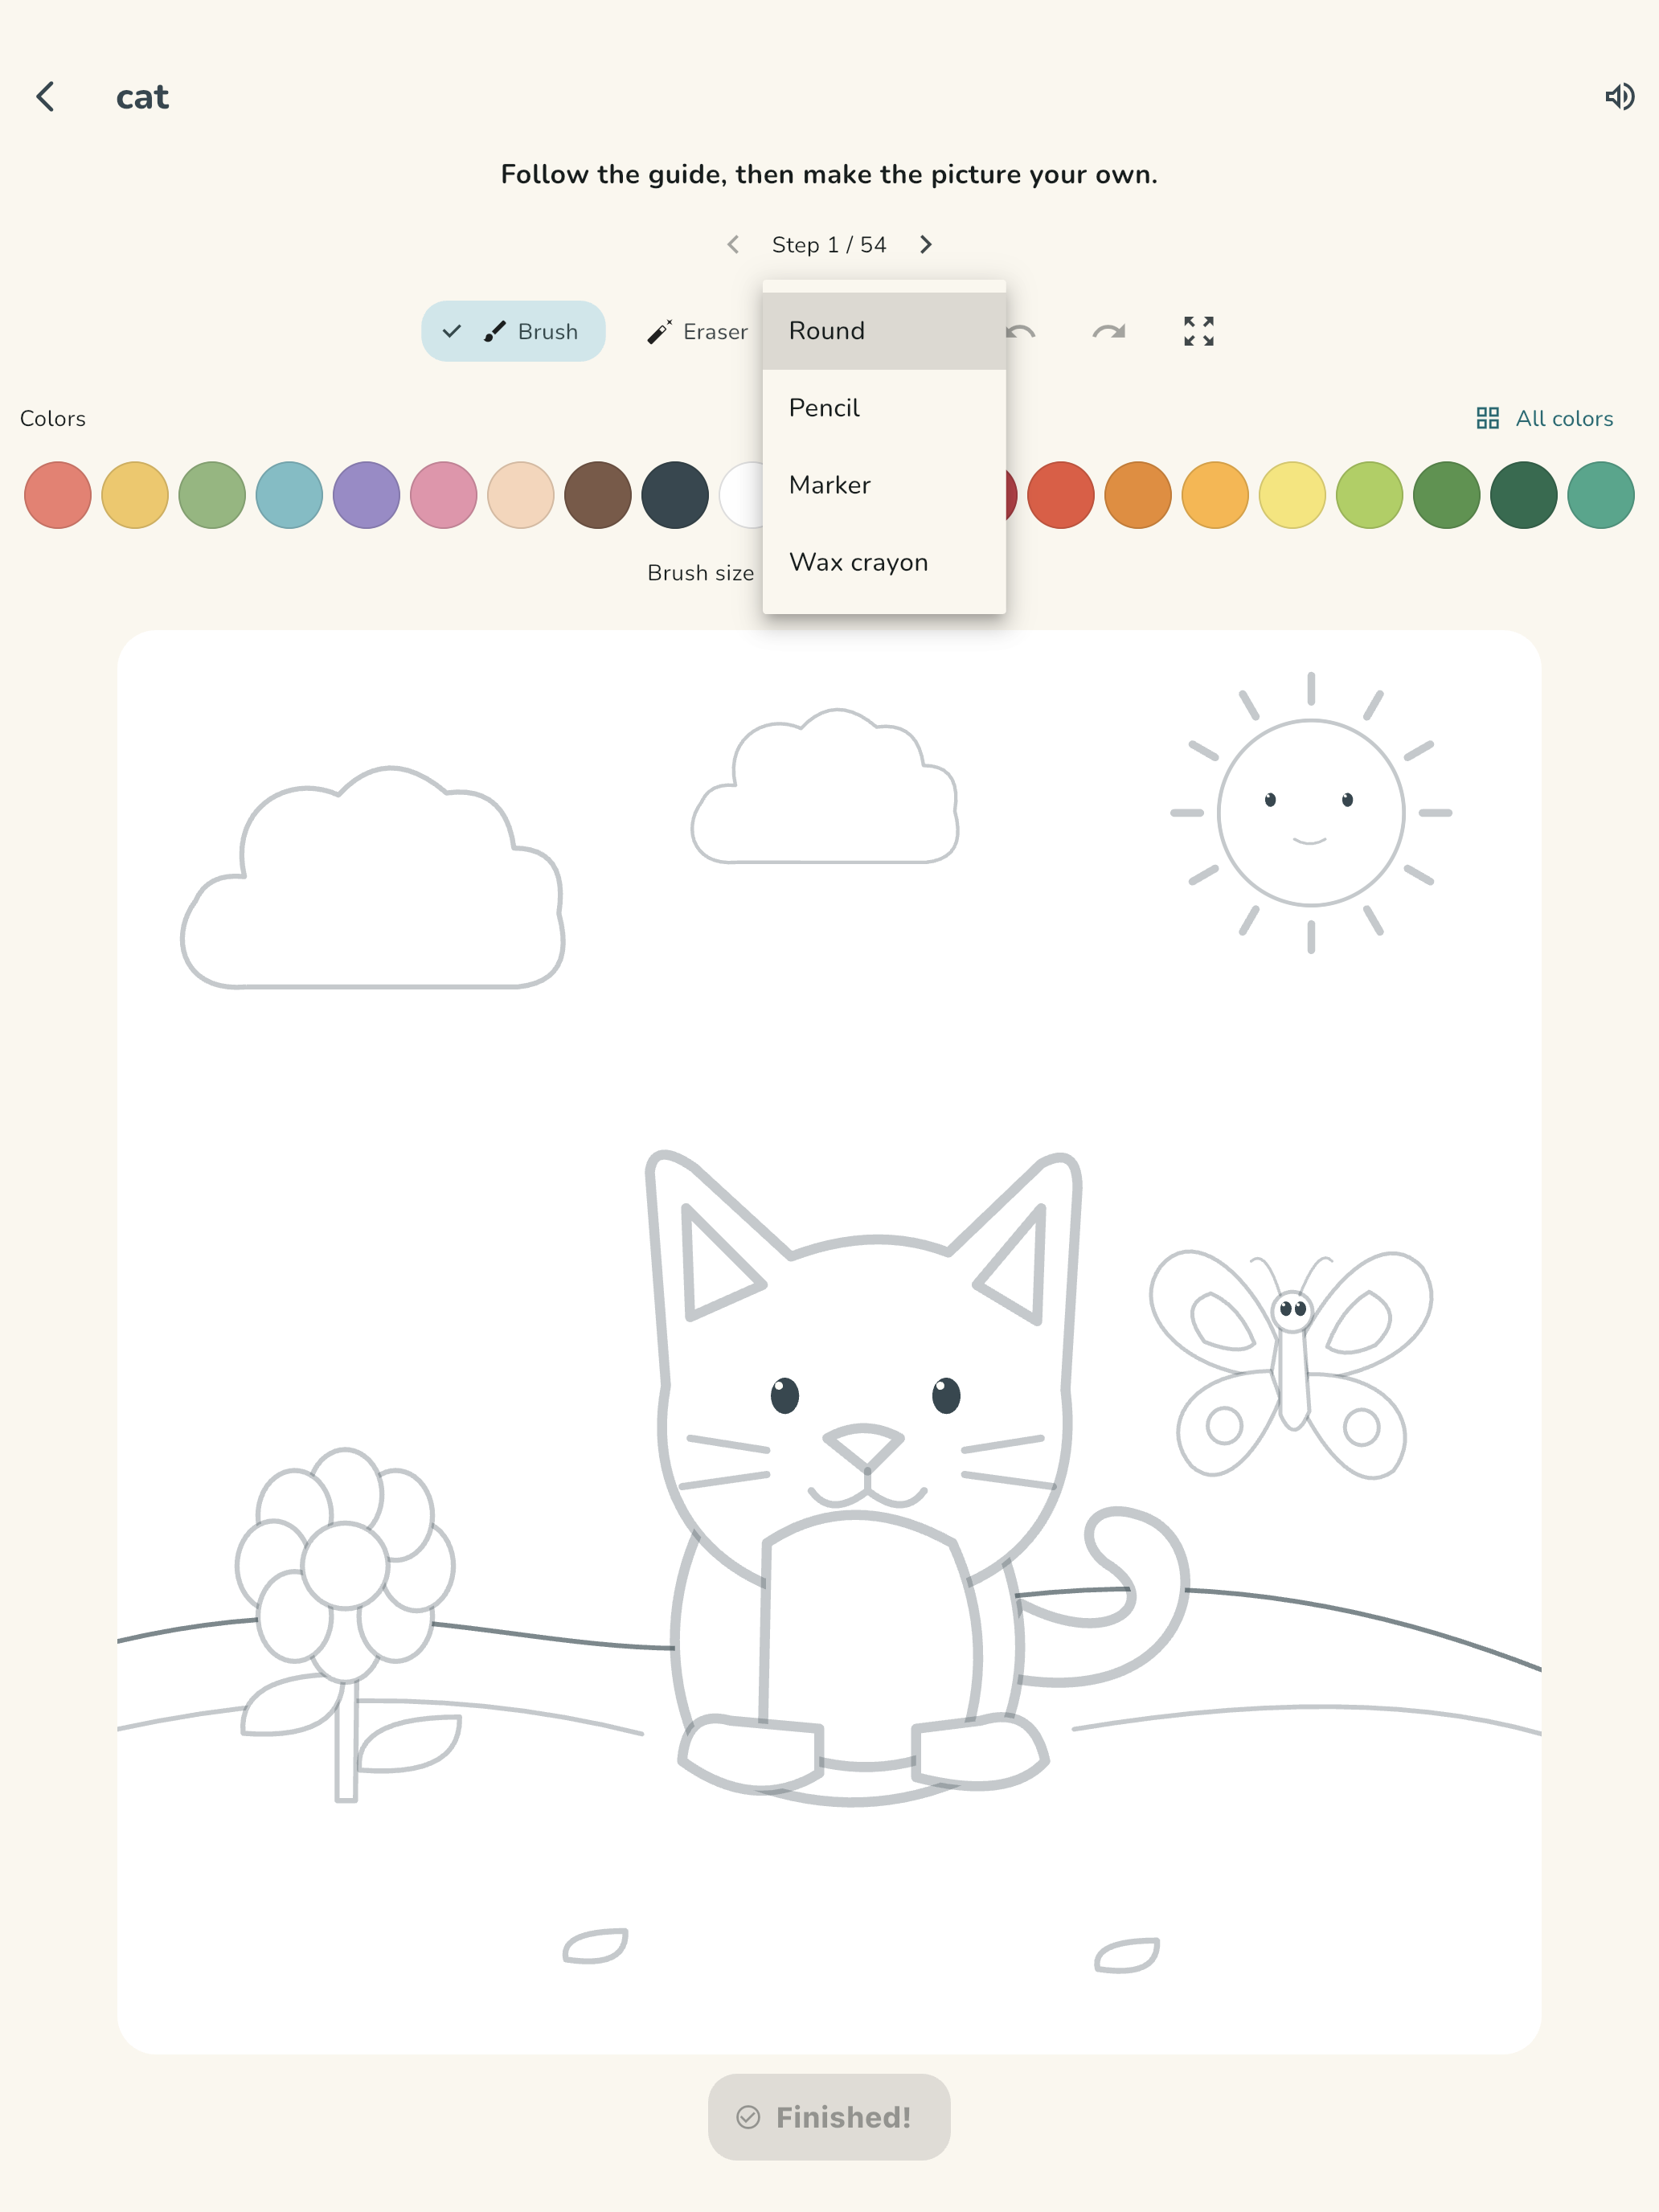 cat
Follow the guide, then make the picture your own.
Step 1 / 54
Brush
Eraser
Round
Pencil
Marker
Wax crayon
Colors
All colors
Brush size
Finished!